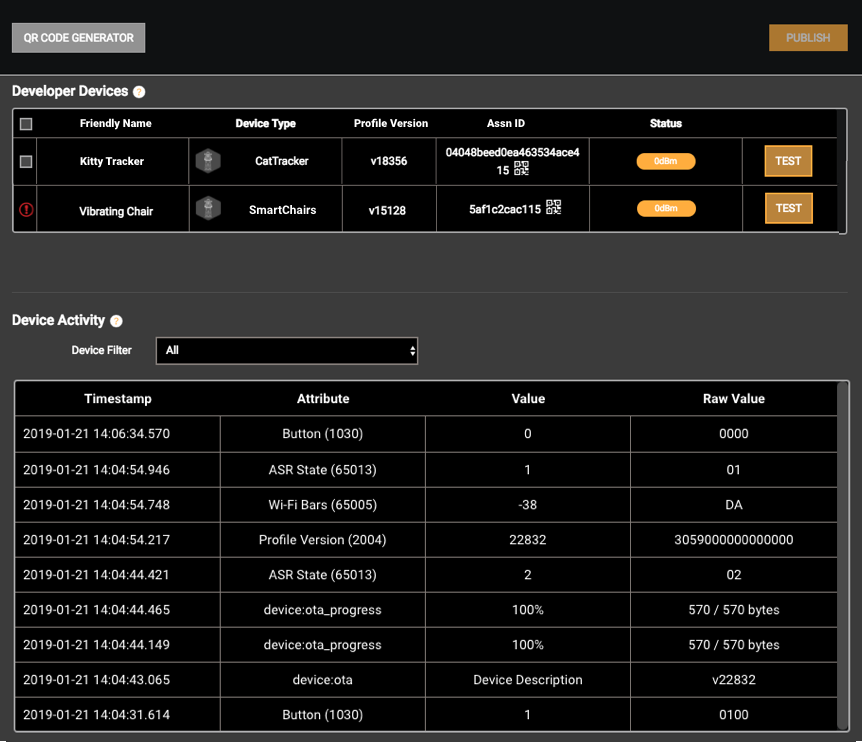 QR CODE GENERATOR PUBLISH
Developer Devices ?
Friendly Name Device Type Profile Version Assn ID Status
Kitty Tracker CatTracker v18356 04048beed0ea463534ace4 0dBm TEST
15
Vibrating Chair SmartChairs v15128 5af1c2cac115 0dBm TEST
Device Activity ?
Device Filter All
Timestamp Attribute Value Raw Value
2019-01-21 14:06:34.570 Button (1030) 0 0000
2019-01-21 14:04:54.946 ASR State (65013) 1 01
2019-01-21 14:04:54.748 Wi-Fi Bars (65005) -38 DA
2019-01-21 14:04:54.217 Profile Version (2004) 22832 3059000000000000
2019-01-21 14:04:44.421 ASR State (65013) 2 02
2019-01-21 14:04:44.465 device:ota_progress 100% 570 / 570 bytes
2019-01-21 14:04:44.149 device:ota_progress 100% 570 / 570 bytes
2019-01-21 14:04:43.065 device:ota Device Description v22832
2019-01-21 14:04:31.614 Button (1030) 1 0100